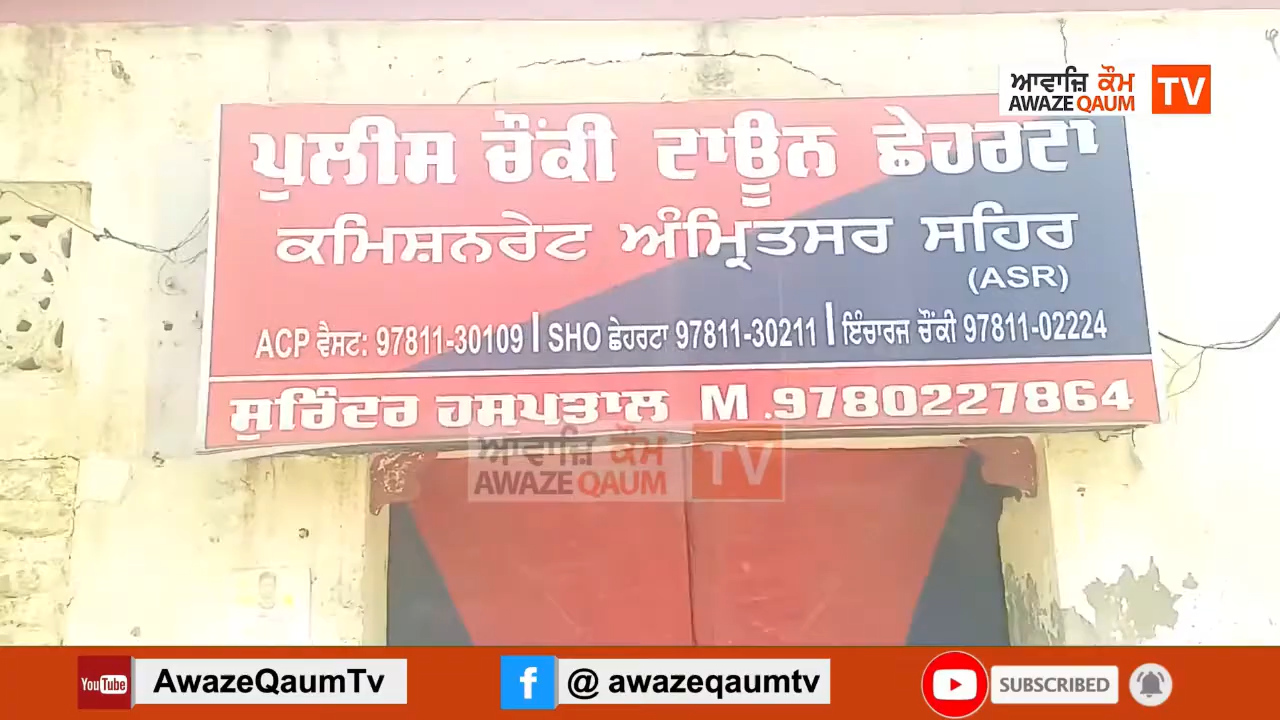 ਆਵਾਜ਼ਿ ਕੌਮ
AWAZE QAUM TV
ਪੁਲੀਸ ਚੌਂਕੀ ਟਾਊਨ ਛੇਹਰਟਾ
ਕਮਿਸ਼ਨਰੇਟ ਅੰਮ੍ਰਿਤਸਰ ਸਹਿਰ
(ASR)
ACP ਵੈਸਟ: 97811-30109 | SHO ਛੇਹਰਟਾ 97811-30211 | ਇੰਚਾਰਜ ਚੌਂਕੀ 97811-02224
ਸੁਰਿੰਦਰ ਹਸਪਤਾਲ M.9780227864
ਆਵਾਜ਼ਿ ਕੌਮ
AWAZE QAUM TV
YouTube AwazeQaumTv f @ awazeqaumtv SUBSCRIBED